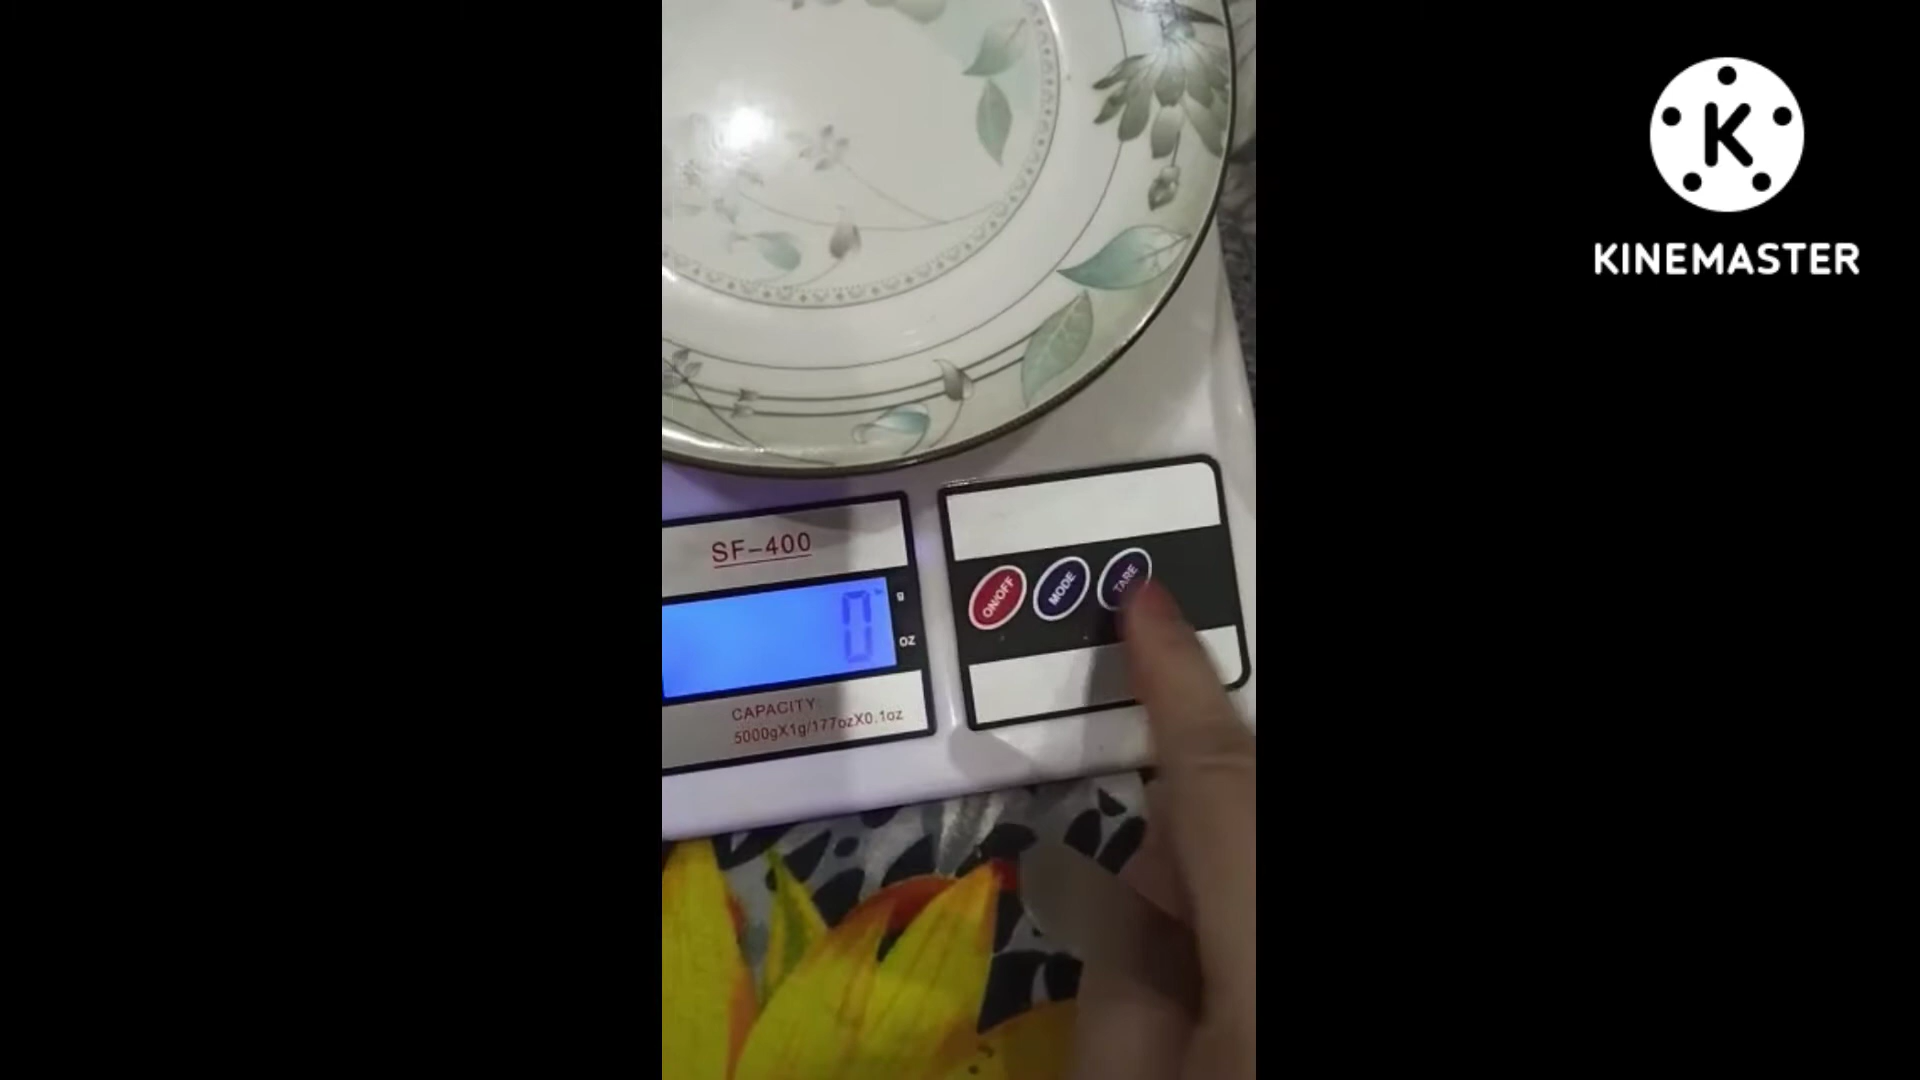 K
KINEMASTER
SF-400
0
g
oz
CAPACITY:
5000gX1g/177ozX0.1oz
ON/OFF
MODE
TARE